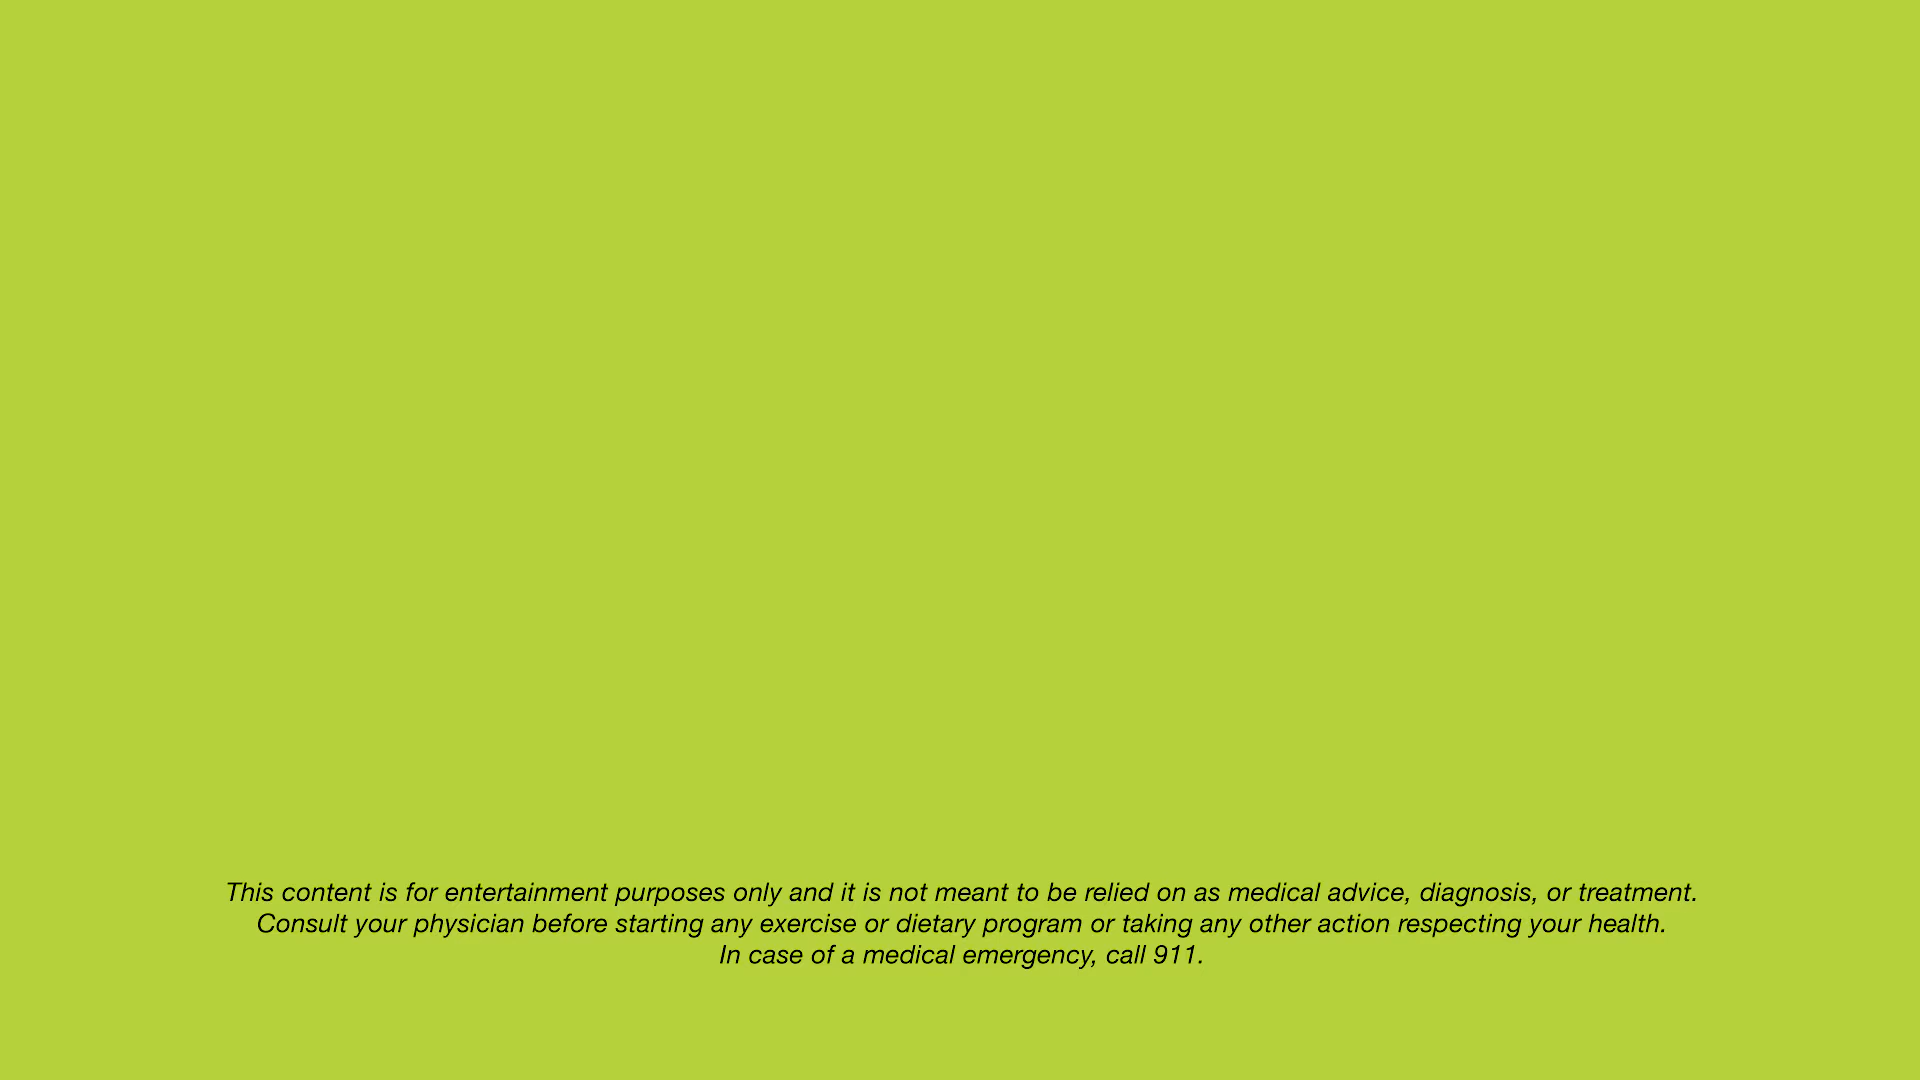 This content is for entertainment purposes only and it is not meant to be relied on as medical advice, diagnosis, or treatment.
Consult your physician before starting any exercise or dietary program or taking any other action respecting your health.
In case of a medical emergency, call 911.